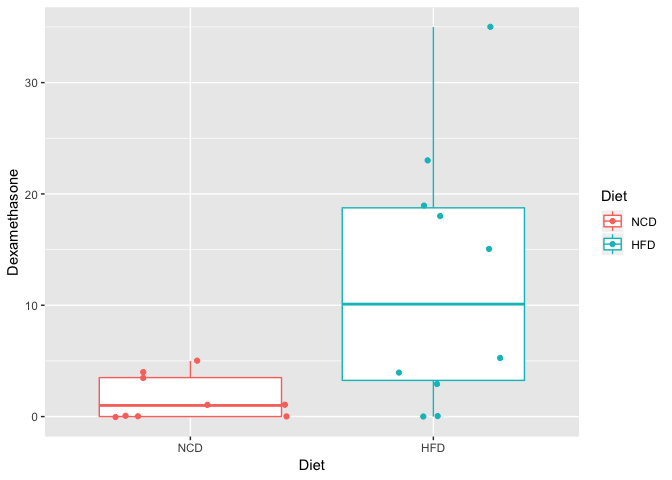 30
20
10
0
Dexamethasone
NCD
HFD
Diet
Diet
NCD
HFD